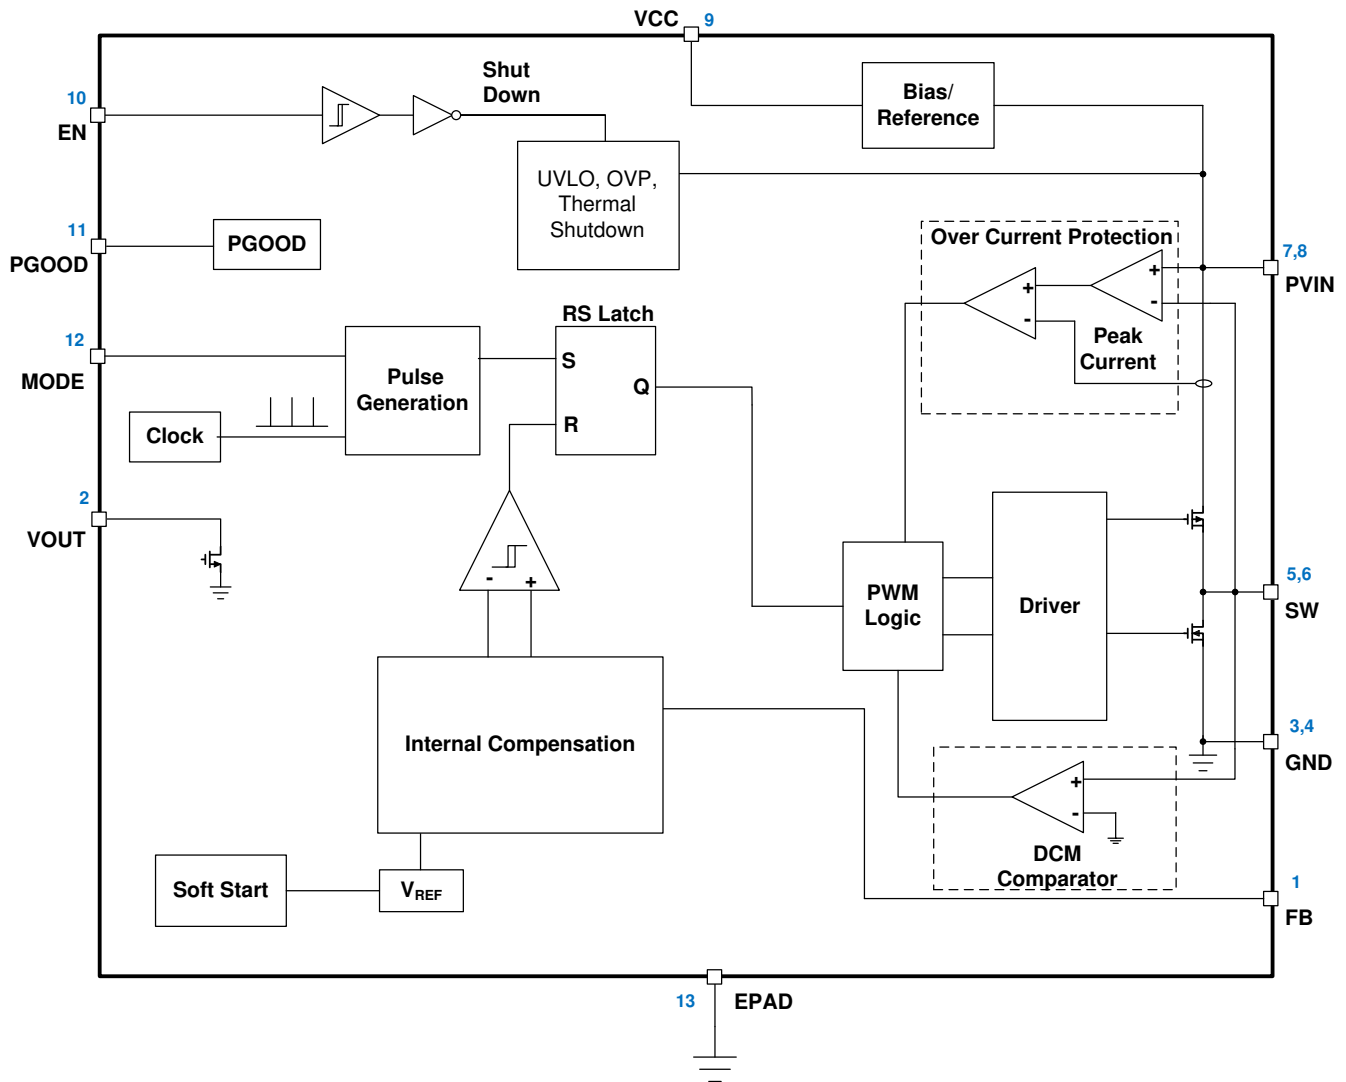 VCC 9
10
EN
Shut
Down
Bias/
Reference
UVLO, OVP,
Thermal
Shutdown
11
PGOOD
PGOOD
Over Current Protection
+
-
+
-
Peak
Current
7,8
PVIN
12
MODE
Pulse
Generation
RS Latch
S
Q
R
Clock
2
VOUT
-
+
PWM
Logic
Driver
5,6
SW
Internal Compensation
3,4
GND
+
-
DCM
Comparator
Soft Start
VREF
1
FB
13 EPAD